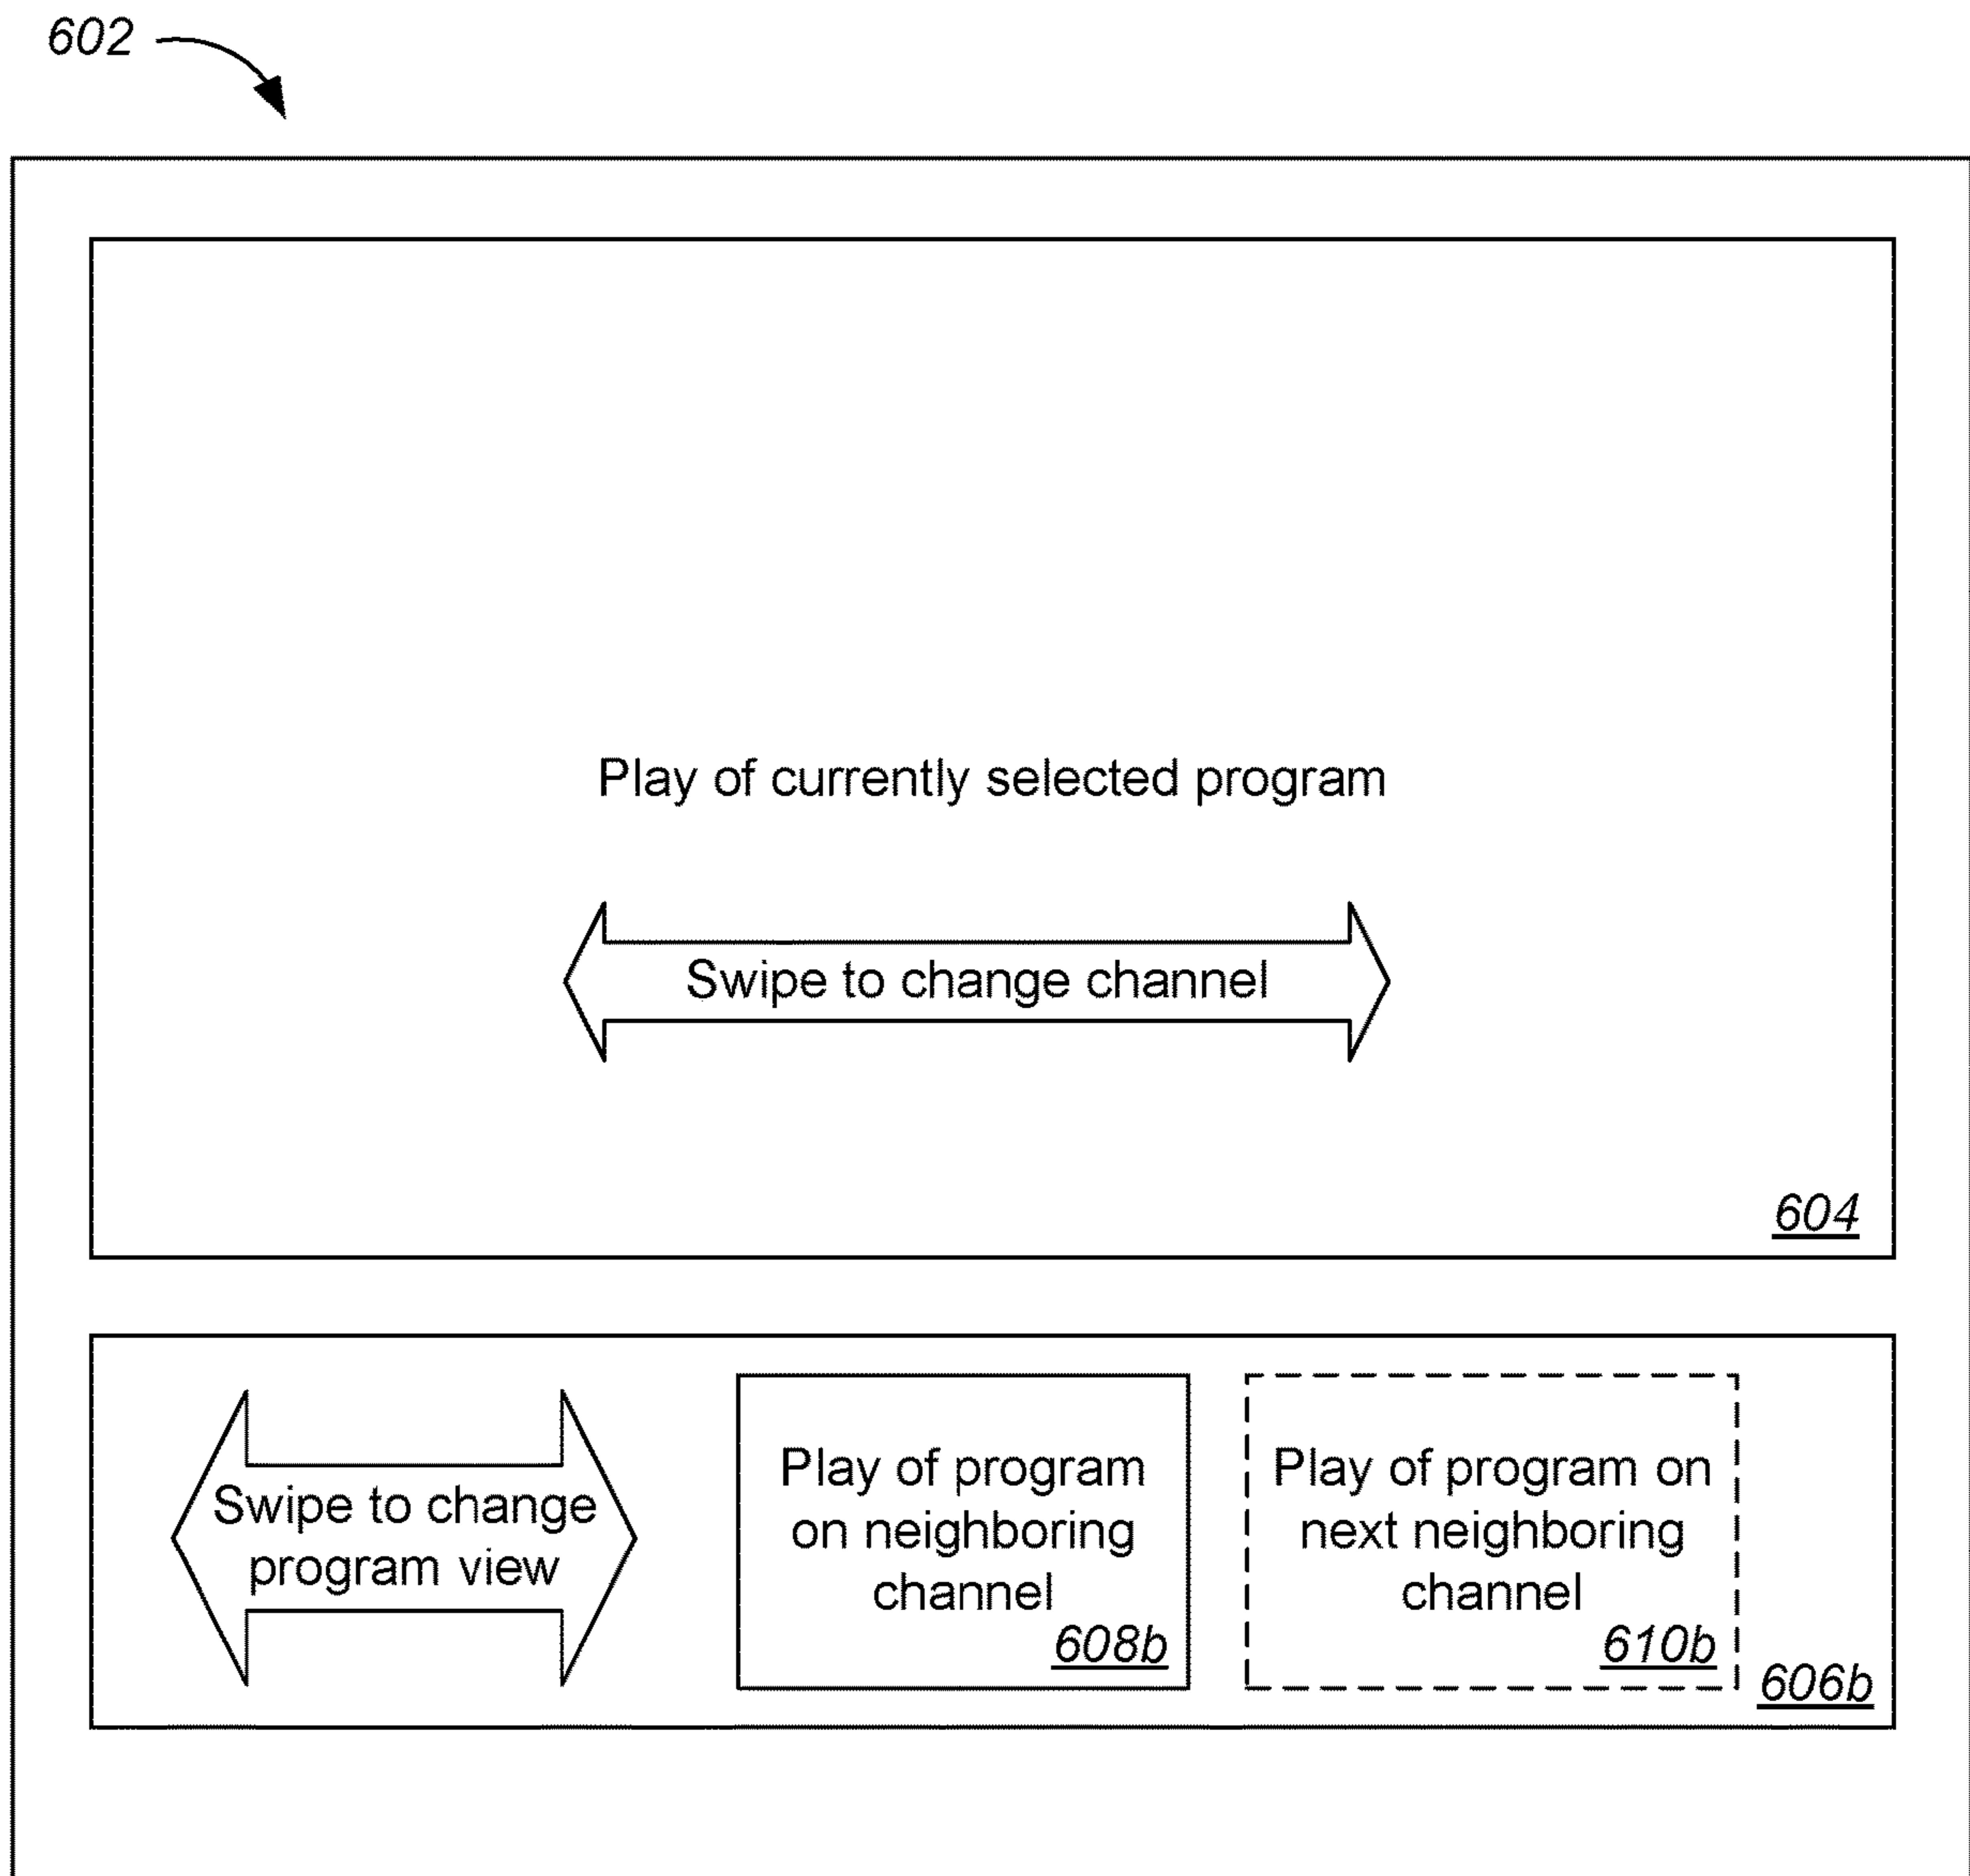 602
Play of currently selected program
Swipe to change channel
604
Swipe to change
program view
Play of program
on neighboring
channel
608b
Play of program on
next neighboring
channel
610b
606b